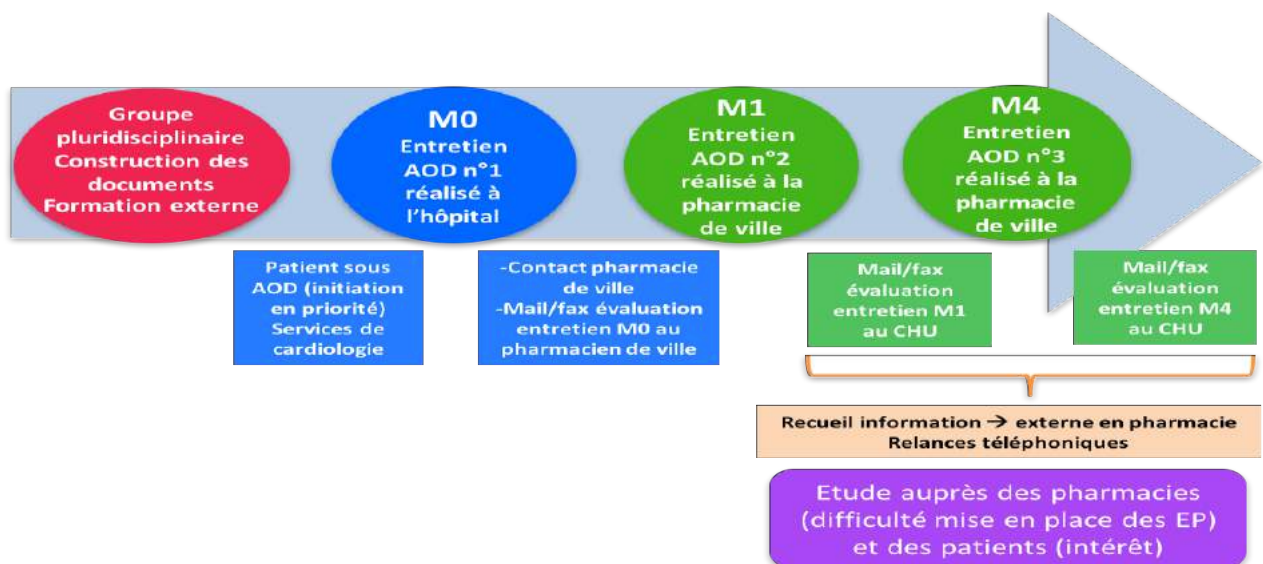 Groupe
pluridisciplinaire
Construction des
documents
Formation externe
M0
Entretien
AOD n°1
réalisé à
l'hôpital
M1
Entretien
AOD n°2
réalisé à la
pharmacie
de ville
M4
Entretien
AOD n°3
réalisé à la
pharmacie
de ville
Patient sous
AOD (initiation
en priorité)
Services de
cardiologie
-Contact pharmacie
de ville
-Mail/fax évaluation
entretien M0 au
pharmacien de ville
Mail/fax
évaluation
entretien M1
au CHU
Mail/fax
évaluation
entretien M4
au CHU
Recueil information → externe en pharmacie
Relances téléphoniques
Etude auprès des pharmacies
(difficulté mise en place des EP)
et des patients (intérêt)